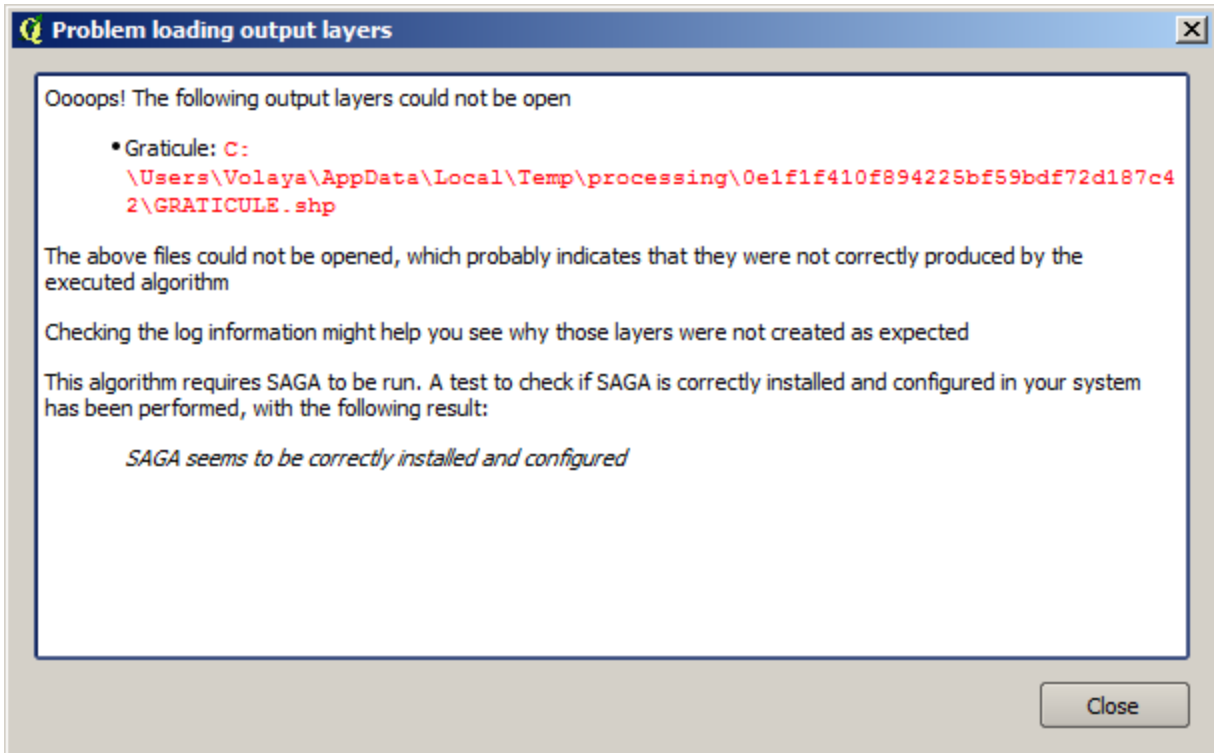 Problem loading output layers
Oooops! The following output layers could not be open
• Graticule: C:
\Users\Volaya\AppData\Local\Temp\processing\0e1f1f410f894225bf59bdf72d187c4
2\GRATICULE.shp
The above files could not be opened, which probably indicates that they were not correctly produced by the
executed algorithm
Checking the log information might help you see why those layers were not created as expected
This algorithm requires SAGA to be run. A test to check if SAGA is correctly installed and configured in your system
has been performed, with the following result:
SAGA seems to be correctly installed and configured
Close